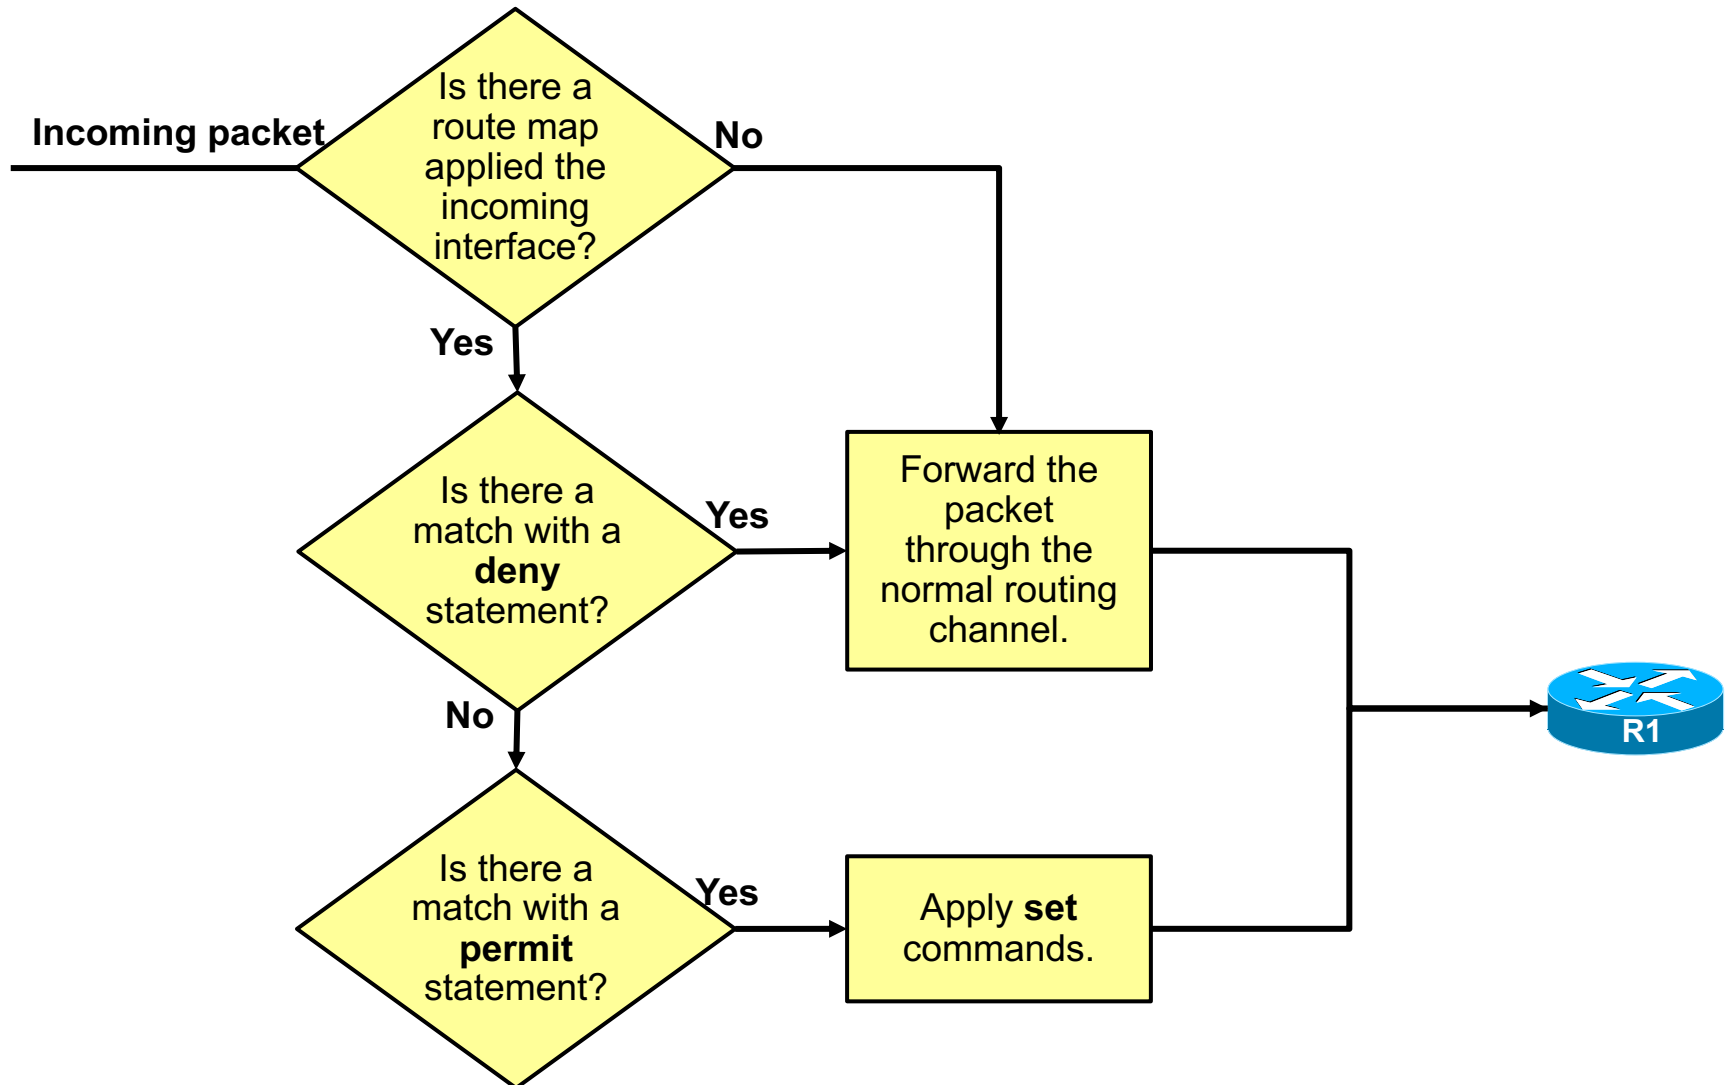 Incoming packet
Is there a
route map
applied the
incoming
interface?
No
Yes
Is there a
match with a
deny
statement?
Yes
Forward the
packet
through the
normal routing
channel.
No
R1
Is there a
match with a
permit
statement?
Yes
Apply set
commands.